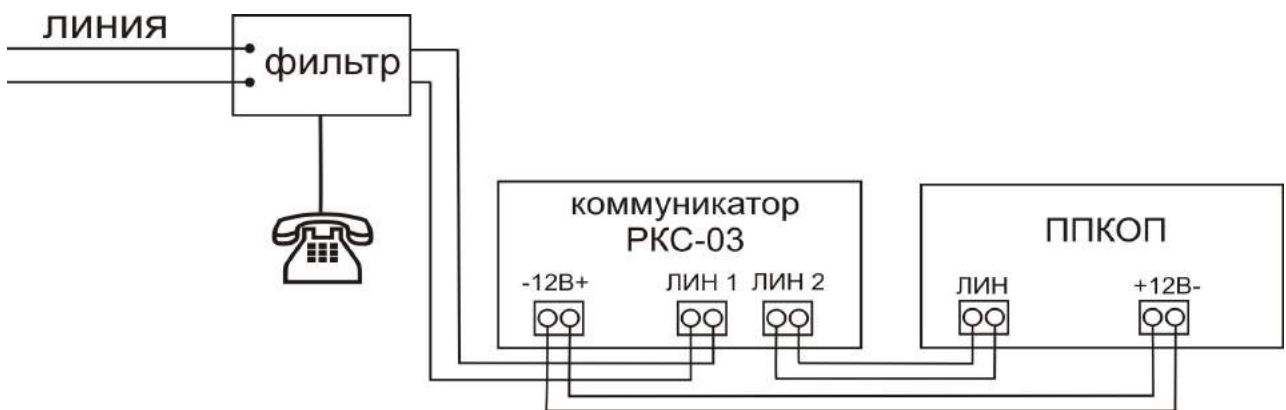 ЛИНИЯ
фильтр
коммуникатор
РКС-03
-12В+
ЛИН 1
ЛИН 2
ППКОП
ЛИН
+12В-